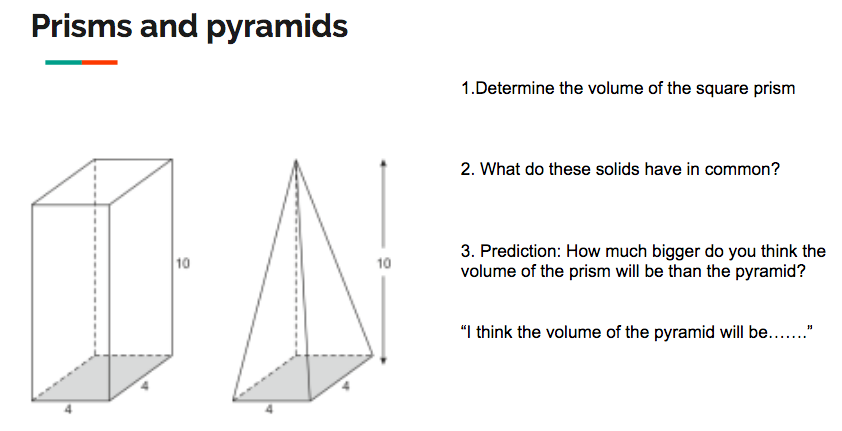 Prisms and pyramids
1.Determine the volume of the square prism
2. What do these solids have in common?
3. Prediction: How much bigger do you think the
volume of the prism will be than the pyramid?
“I think the volume of the pyramid will be.......”
10
4
4
10
4
4